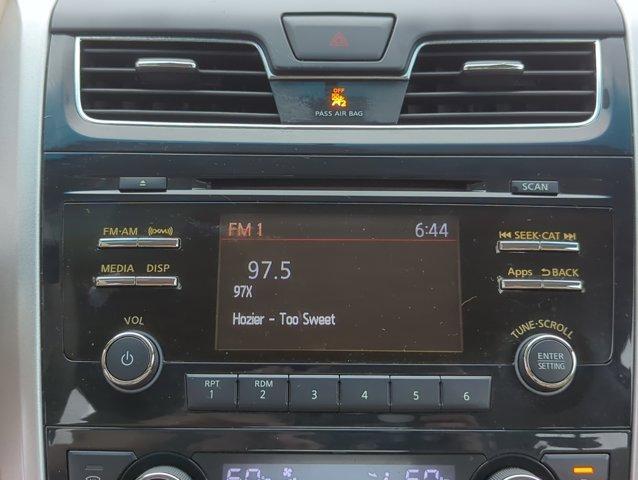 OFF
PASS AIR BAG
SCAN
FM·AM
SEEK·CAT
FM 1 6:44
MEDIA DISP
Apps BACK
97.5
97X
Hozier - Too Sweet
VOL
TUNE·SCROLL
ENTER
SETTING
RPT RDM
1 2 3 4 5 6